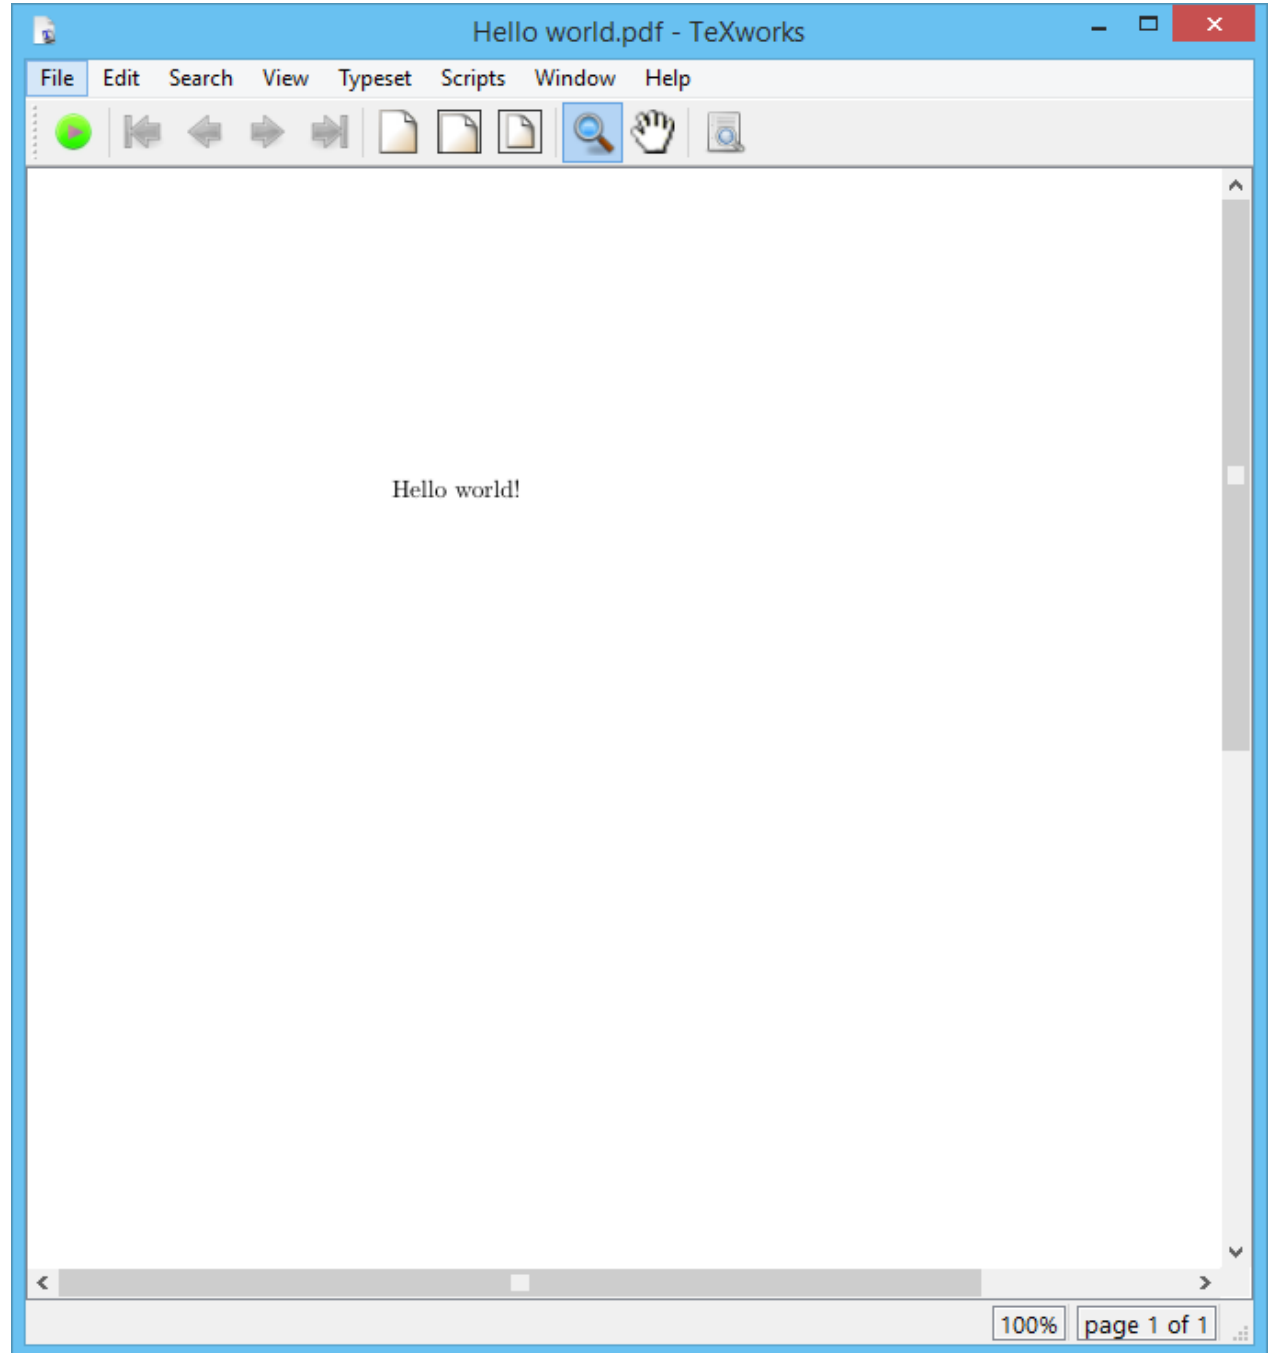 Hello world.pdf - TeXworks
File Edit Search View Typeset Scripts Window Help
Hello world!
100% page 1 of 1